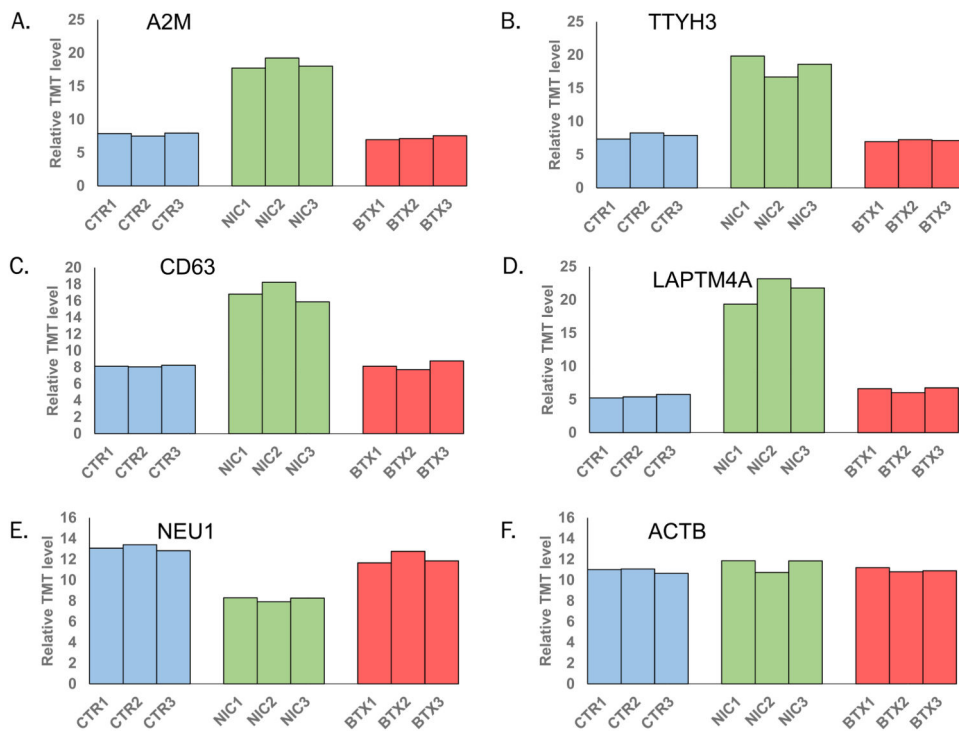 A. A2M
Relative TMT level
25
20
15
10
5
0
CTR1 CTR2 CTR3 NIC1 NIC2 NIC3 BTX1 BTX2 BTX3
B. TTYH3
Relative TMT level
25
20
15
10
5
0
CTR1 CTR2 CTR3 NIC1 NIC2 NIC3 BTX1 BTX2 BTX3
C. CD63
Relative TMT level
20
18
16
14
12
10
8
6
4
2
0
CTR1 CTR2 CTR3 NIC1 NIC2 NIC3 BTX1 BTX2 BTX3
D. LAPTM4A
Relative TMT level
25
20
15
10
5
0
CTR1 CTR2 CTR3 NIC1 NIC2 NIC3 BTX1 BTX2 BTX3
E. NEU1
Relative TMT level
16
14
12
10
8
6
4
2
0
CTR1 CTR2 CTR3 NIC1 NIC2 NIC3 BTX1 BTX2 BTX3
F. ACTB
Relative TMT level
16
14
12
10
8
6
4
2
0
CTR1 CTR2 CTR3 NIC1 NIC2 NIC3 BTX1 BTX2 BTX3